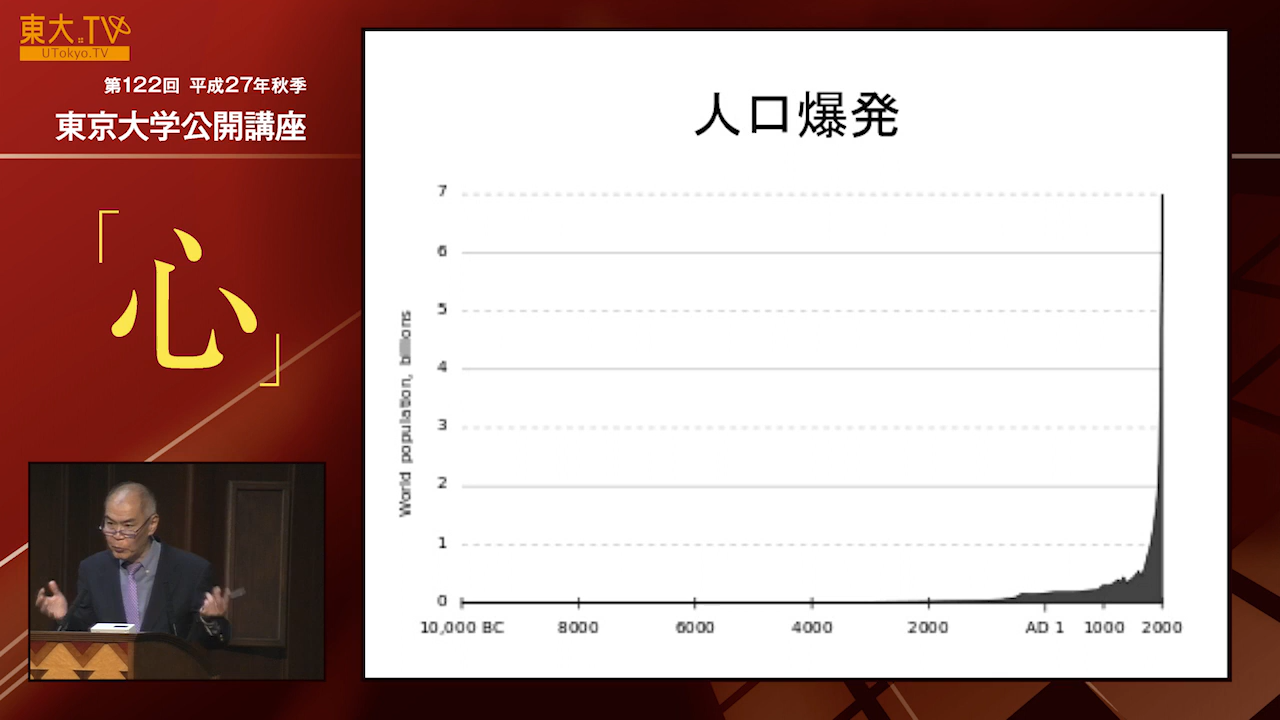 東大.TV
UTokyo.TV
第122回 平成27年秋季
東京大学公開講座
「心」
人口爆発
7
6
5
4
3
2
1
0
World population, billions
10,000 BC 8000 6000 4000 2000 AD 1 1000 2000